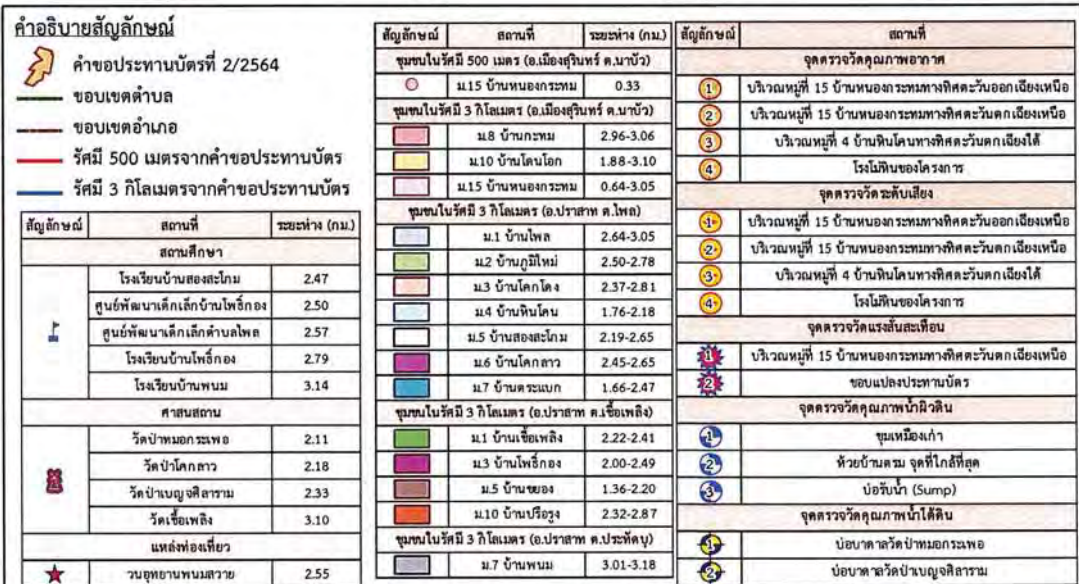 คำอธิบายสัญลักษณ์
คำขอประทานบัตรที่ 2/2564
ขอบเขตตำบล
ขอบเขตอำเภอ
รัศมี 500 เมตรจากคำขอประทานบัตร
รัศมี 3 กิโลเมตรจากคำขอประทานบัตร
สัญลักษณ์ สถานที่ ระยะห่าง (กม.)
สถานศึกษา
โรงเรียนบ้านสองสะโกม 2.47
ศูนย์พัฒนาเด็กเล็กบ้านโพธิ์กอง 2.50
ศูนย์พัฒนาเด็กเล็กตำบลไพล 2.57
โรงเรียนบ้านโพธิ์กอง 2.79
โรงเรียนบ้านพนม 3.14
ศาสนสถาน
วัดป่าหมอกระเพอ 2.11
วัดป่าโคกลาว 2.18
วัดป่าเบญจศิลาราม 2.33
วัดเชื้อเพลิง 3.10
แหล่งท่องเที่ยว
วนอุทยานพนมสวาย 2.55
สัญลักษณ์ สถานที่ ระยะห่าง (กม.)
ชุมชนในรัศมี 500 เมตร (อ.เมืองสุรินทร์ ต.นาบัว)
ม.15 บ้านหนองกระทม 0.33
ชุมชนในรัศมี 3 กิโลเมตร (อ.เมืองสุรินทร์ ต.นาบัว)
ม.8 บ้านกะทม 2.96-3.06
ม.10 บ้านโดนโอก 1.88-3.10
ม.15 บ้านหนองกระทม 0.64-3.05
ชุมชนในรัศมี 3 กิโลเมตร (อ.ปราสาท ต.ไพล)
ม.1 บ้านไพล 2.64-3.05
ม.2 บ้านภูมิใหม่ 2.50-2.78
ม.3 บ้านโคกโดง 2.37-2.81
ม.4 บ้านหินโคน 1.76-2.18
ม.5 บ้านสองสะโกม 2.19-2.65
ม.6 บ้านโคกลาว 2.45-2.65
ม.7 บ้านตระแบก 1.66-2.47
ชุมชนในรัศมี 3 กิโลเมตร (อ.ปราสาท ต.เชื้อเพลิง)
ม.1 บ้านเชื้อเพลิง 2.22-2.41
ม.3 บ้านโพธิ์กอง 2.00-2.49
ม.5 บ้านขยอง 1.36-2.20
ม.10 บ้านปรือรูง 2.32-2.87
ชุมชนในรัศมี 3 กิโลเมตร (อ.ปราสาท ต.ประทัดบุ)
ม.7 บ้านพนม 3.01-3.18
สัญลักษณ์ สถานที่
จุดตรวจวัดคุณภาพอากาศ
1 บริเวณหมู่ที่ 15 บ้านหนองกระทมทางทิศตะวันออกเฉียงเหนือ
2 บริเวณหมู่ที่ 15 บ้านหนองกระทมทางทิศตะวันตกเฉียงเหนือ
3 บริเวณหมู่ที่ 4 บ้านหินโคนทางทิศตะวันตกเฉียงใต้
4 โรงโม่หินของโครงการ
จุดตรวจวัดระดับเสียง
1 บริเวณหมู่ที่ 15 บ้านหนองกระทมทางทิศตะวันออกเฉียงเหนือ
2 บริเวณหมู่ที่ 15 บ้านหนองกระทมทางทิศตะวันตกเฉียงเหนือ
3 บริเวณหมู่ที่ 4 บ้านหินโคนทางทิศตะวันตกเฉียงใต้
4 โรงโม่หินของโครงการ
จุดตรวจวัดแรงสั่นสะเทือน
1 บริเวณหมู่ที่ 15 บ้านหนองกระทมทางทิศตะวันตกเฉียงเหนือ
2 ขอบแปลงประทานบัตร
จุดตรวจวัดคุณภาพน้ำผิวดิน
1 ขุมเหมืองเก่า
2 ห้วยบ้านตรม จุดที่ใกล้ที่สุด
3 บ่อรับน้ำ (Sump)
จุดตรวจวัดคุณภาพน้ำใต้ดิน
1 บ่อบาดาลวัดป่าหมอกระเพอ
2 บ่อบาดาลวัดป่าเบญจศิลาราม